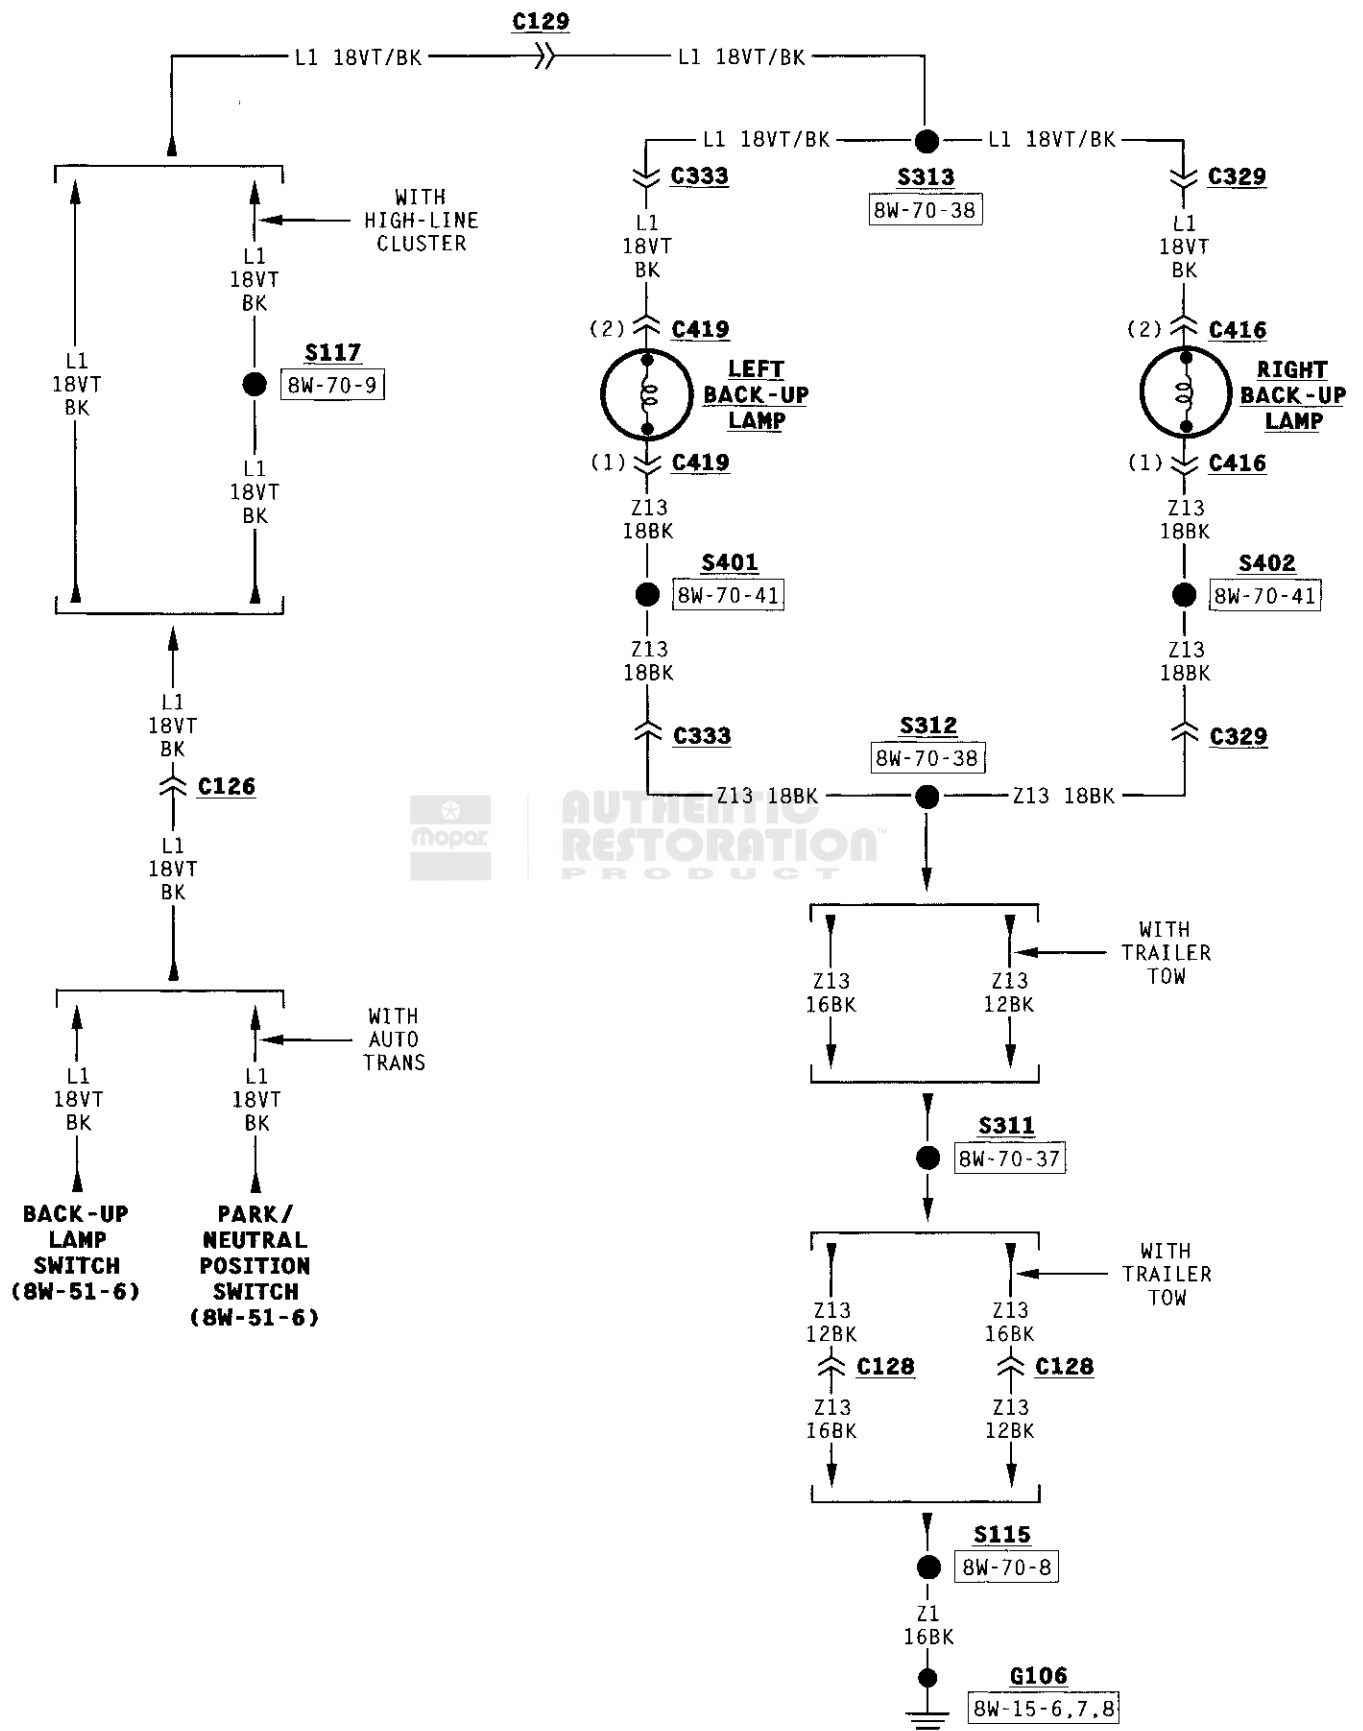 C129
L1 18VT/BK
L1 18VT/BK
L1 18VT/BK
L1 18VT/BK
C333
S313
8W-70-38
C329
WITH
HIGH-LINE
CLUSTER
L1
18VT
BK
L1
18VT
BK
L1
18VT
BK
(2)
C419
(2)
C416
S117
8W-70-9
L1
18VT
BK
LEFT
BACK-UP
LAMP
RIGHT
BACK-UP
LAMP
(1)
C419
(1)
C416
L1
18VT
BK
Z13
18BK
Z13
18BK
S401
8W-70-41
S402
8W-70-41
Z13
18BK
Z13
18BK
L1
18VT
BK
C333
S312
8W-70-38
C329
C126
Z13 18BK
Z13 18BK
Mopar
AUTHENTIC
RESTORATION™
PRODUCT
L1
18VT
BK
WITH
TRAILER
TOW
Z13
16BK
Z13
12BK
WITH
AUTO
TRANS
L1
18VT
BK
L1
18VT
BK
S311
8W-70-37
BACK-UP
LAMP
SWITCH
(8W-51-6)
PARK/
NEUTRAL
POSITION
SWITCH
(8W-51-6)
WITH
TRAILER
TOW
Z13
12BK
Z13
16BK
C128
C128
Z13
16BK
Z13
12BK
S115
8W-70-8
Z1
16BK
G106
8W-15-6,7,8